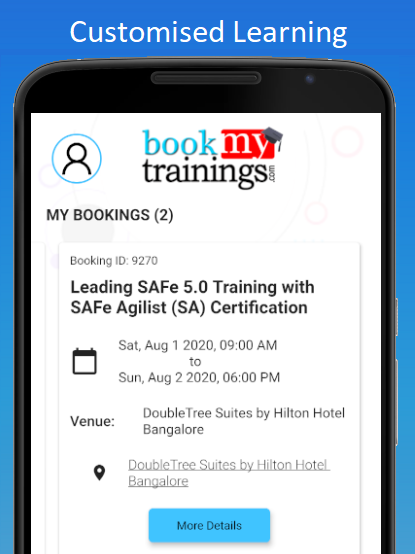 Customised Learning
book my
trainings.com
MY BOOKINGS (2)
Booking ID: 9270
Leading SAFe 5.0 Training with
SAFe Agilist (SA) Certification
Sat, Aug 1 2020, 09:00 AM
to
Sun, Aug 2 2020, 06:00 PM
Venue: DoubleTree Suites by Hilton Hotel
Bangalore
DoubleTree Suites by Hilton Hotel
Bangalore
More Details